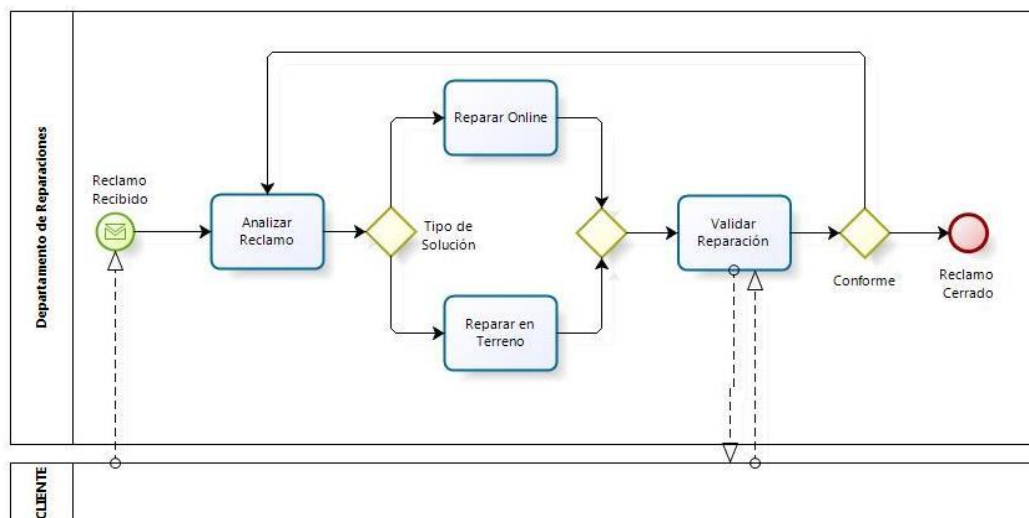 Departamento de Reparaciones
Reclamo
Recibido
Analizar
Reclamo
Tipo de
Solución
Reparar Online
Reparar en
Terreno
Validar
Reparación
Conforme
Reclamo
Cerrado
CLIENTE